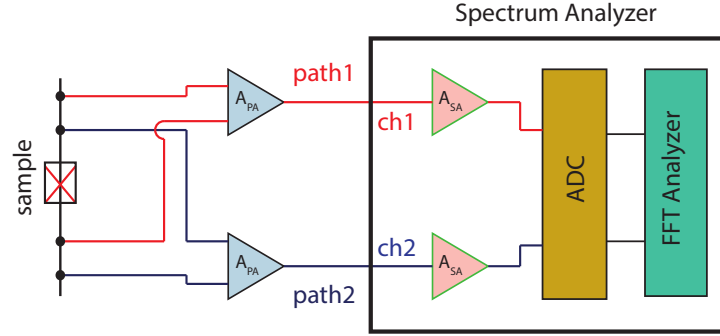 Spectrum Analyzer
path1
A_PA
ch1
A_SA
sample
ADC
FFT Analyzer
ch2
A_PA
A_SA
path2